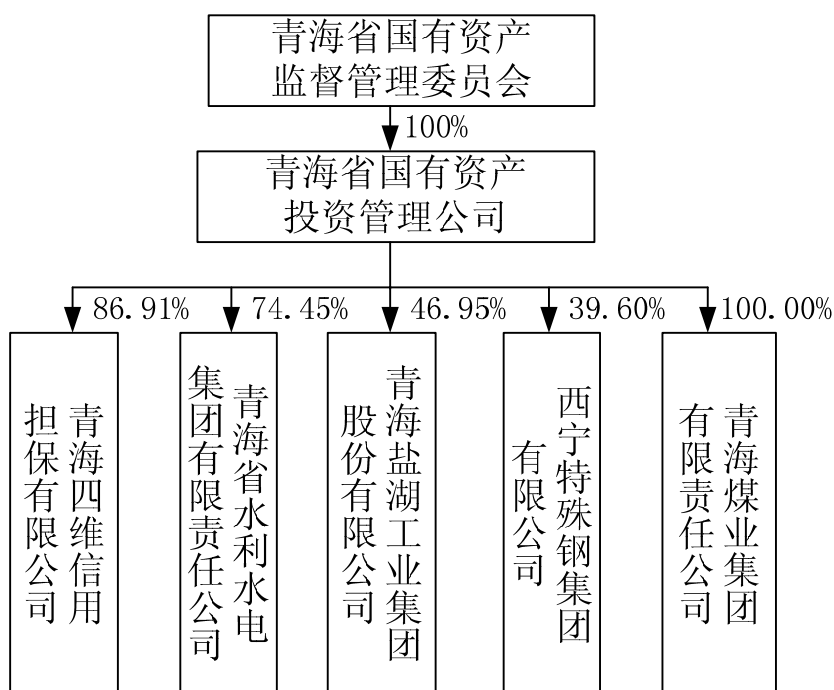 青海省国有资产
监督管理委员会
100%
青海省国有资产
投资管理公司
86.91%
74.45%
46.95%
39.60%
100.00%
青海四维信用
担保有限公司
青海省水利水电
集团有限责任公司
青海盐湖工业集团
股份有限公司
西宁特殊钢集团
有限公司
青海煤业集团
有限责任公司